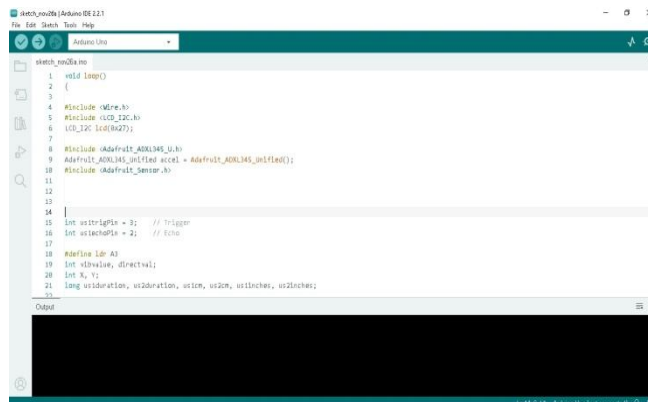 sketch_nov26a | Arduino IDE 2.2.1
File Edit Sketch Tools Help
Arduino Uno
sketch_nov26a.ino
1 void loop()
2 {
3
4 #include <Wire.h>
5 #include <LCD_I2C.h>
6 LCD_I2C lcd(0x27);
7
8 #include <Adafruit_ADXL345_U.h>
9 Adafruit_ADXL345_Unified accel = Adafruit_ADXL345_Unified();
10 #include <Adafruit_Sensor.h>
11
12
13
14
15 int us1trigPin = 3; // Trigger
16 int us1echoPin = 2; // Echo
17
18 #define ldr A3
19 int vibvalue, directval;
20 int X, Y;
21 long us1duration, us2duration, us1cm, us2cm, us1inches, us2inches;
22
Output